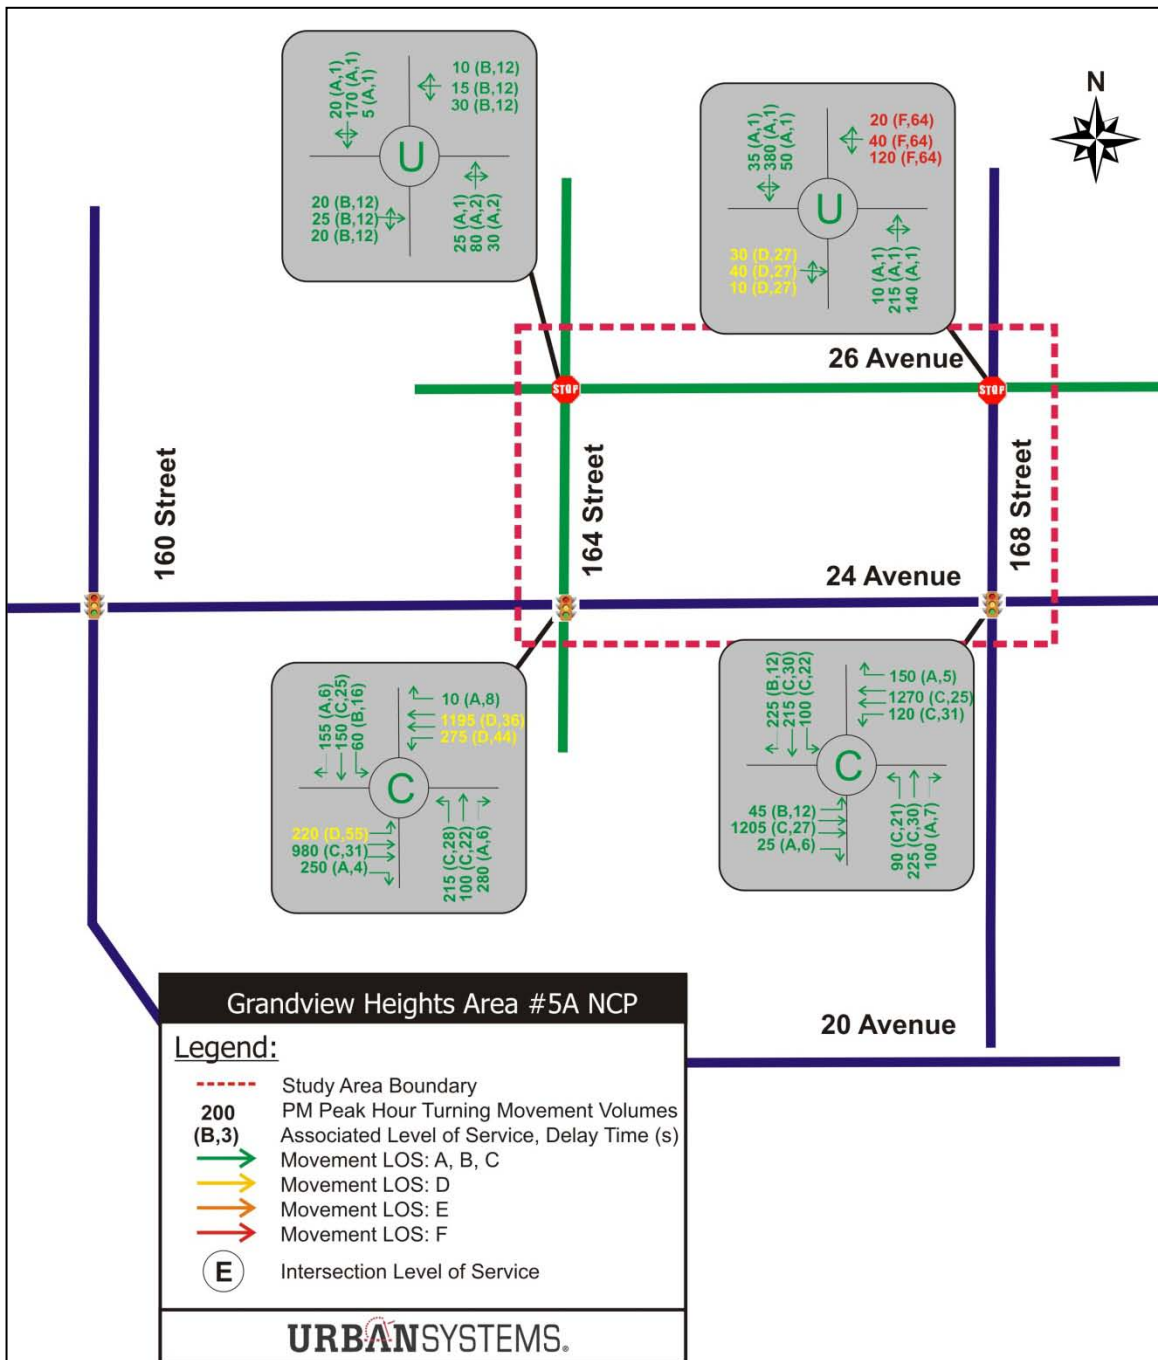 N
20 (A,1)
170 (A,1)
5 (A,1)
10 (B,12)
15 (B,12)
30 (B,12)
U
20 (B,12)
25 (B,12)
20 (B,12)
25 (A,1)
80 (A,2)
30 (A,2)
35 (A,1)
380 (A,1)
50 (A,1)
20 (F,64)
40 (F,64)
120 (F,64)
U
30 (D,27)
40 (D,27)
10 (D,27)
10 (A,1)
215 (A,1)
140 (A,1)
26 Avenue
STOP
STOP
160 Street
164 Street
168 Street
24 Avenue
155 (A,6)
150 (C,25)
60 (B,16)
10 (A,8)
1195 (D,36)
275 (D,44)
C
220 (D,55)
980 (C,31)
250 (A,4)
215 (C,28)
100 (C,22)
280 (A,6)
225 (B,12)
215 (C,30)
100 (C,22)
150 (A,5)
1270 (C,25)
120 (C,31)
C
45 (B,12)
1205 (C,27)
25 (A,6)
90 (C,21)
225 (C,30)
100 (A,7)
20 Avenue
Grandview Heights Area #5A NCP
Legend:
Study Area Boundary
200 PM Peak Hour Turning Movement Volumes
(B,3) Associated Level of Service, Delay Time (s)
Movement LOS: A, B, C
Movement LOS: D
Movement LOS: E
Movement LOS: F
E Intersection Level of Service
URBANSYSTEMS®